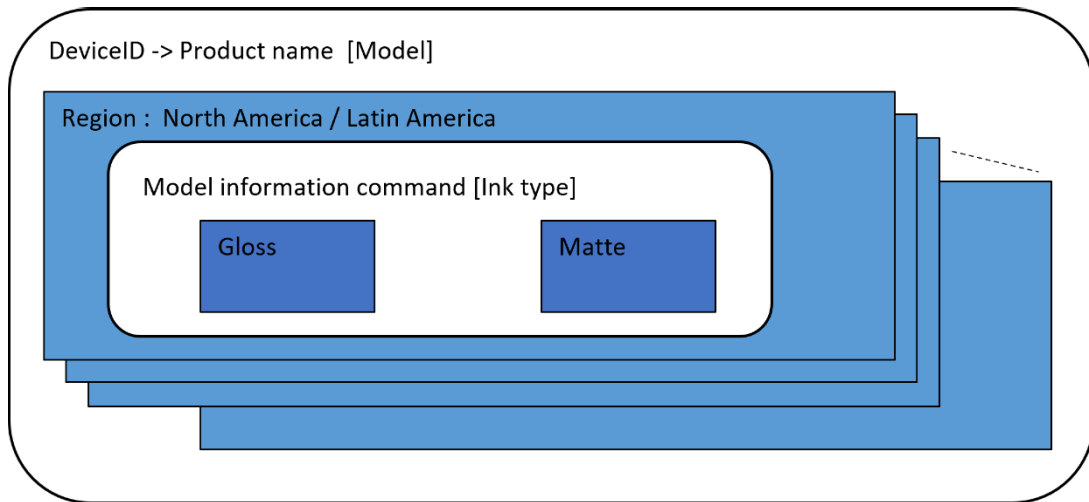 DeviceID -> Product name [Model]
Region : North America / Latin America
Model information command [Ink type]
Gloss
Matte